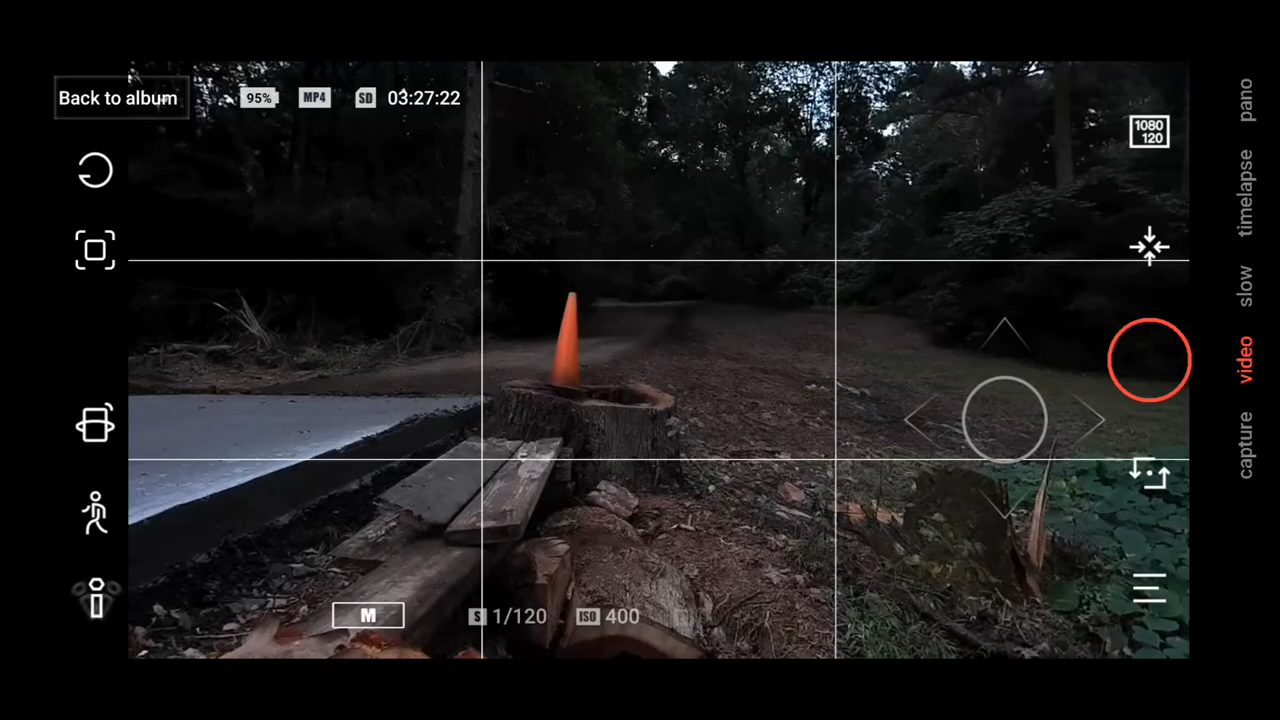 Back to album
95% MP4 SD 03:27:22
1080
120
pano
timelapse
slow
video
capture
M S 1/120 ISO 400